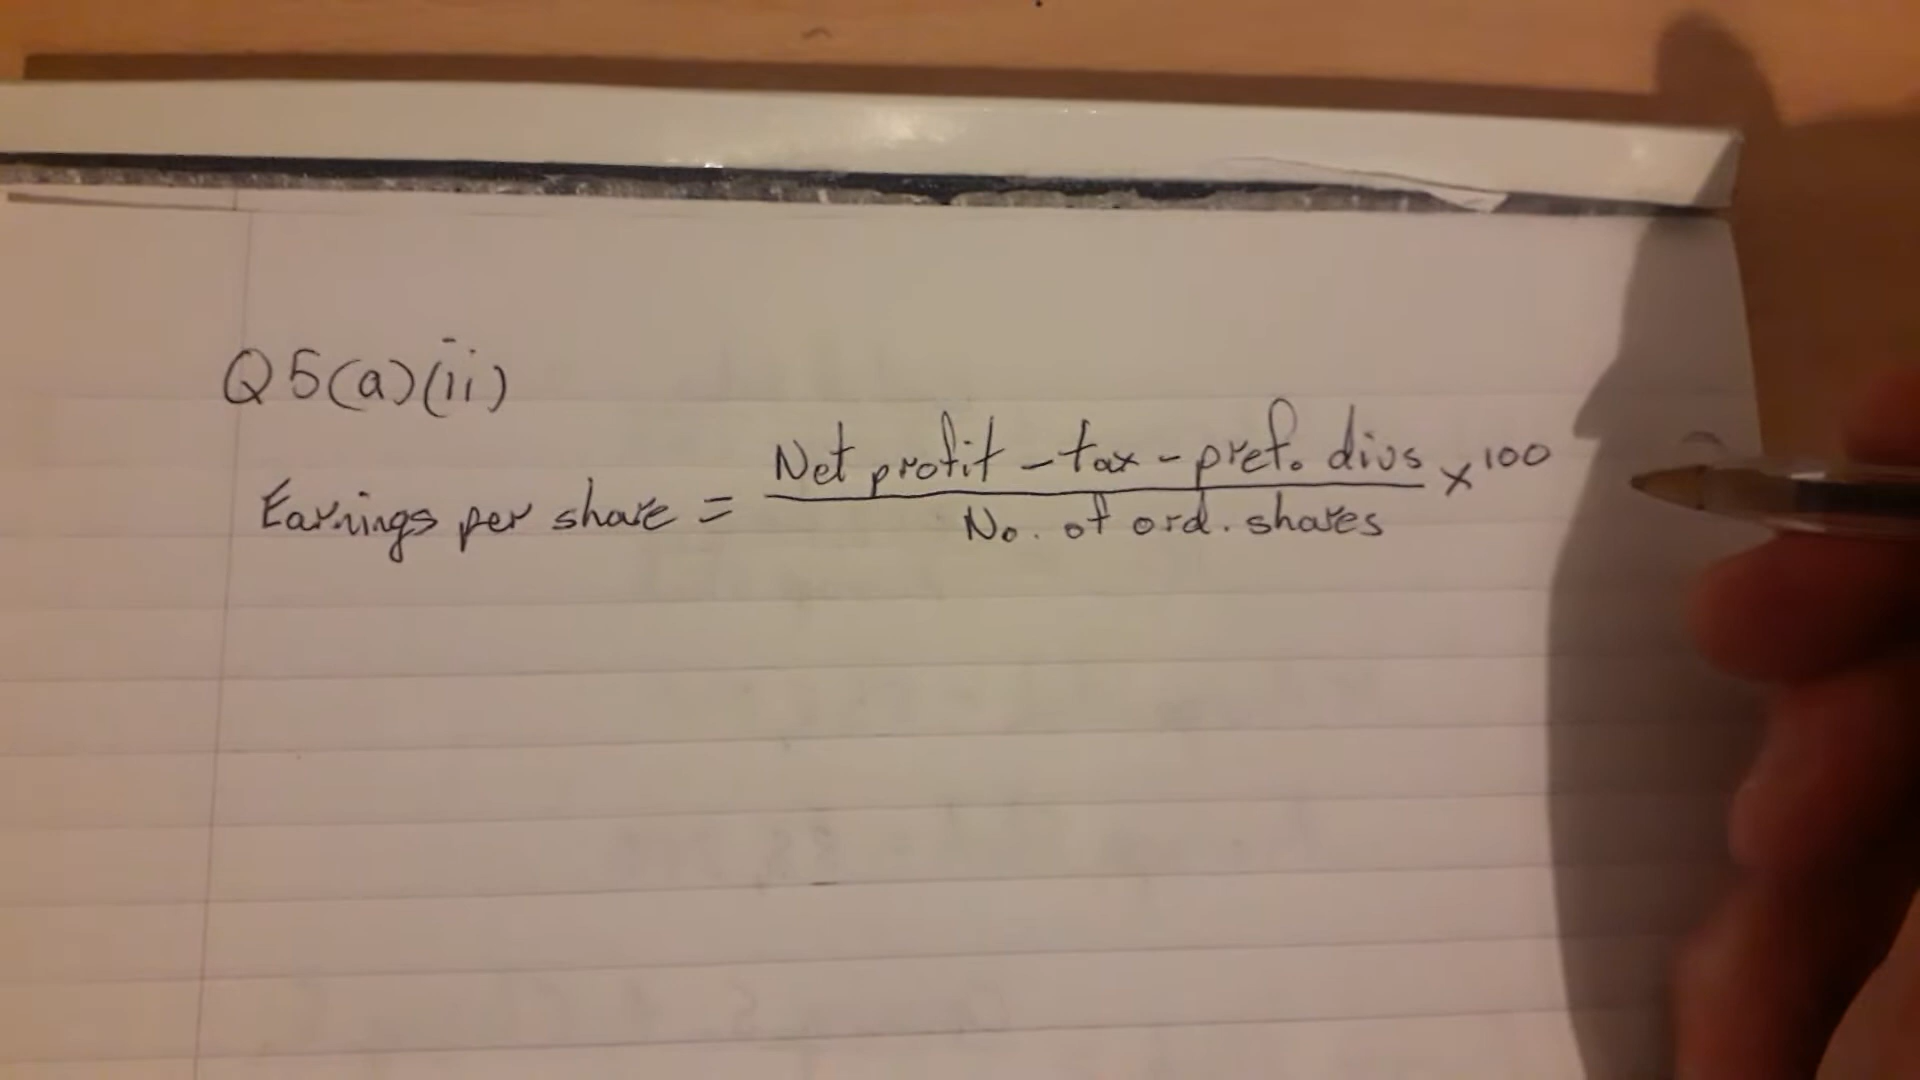 Q5(a)(ii)
Earnings per share = Net profit - tax - pref. divs x 100
No. of ord. shares